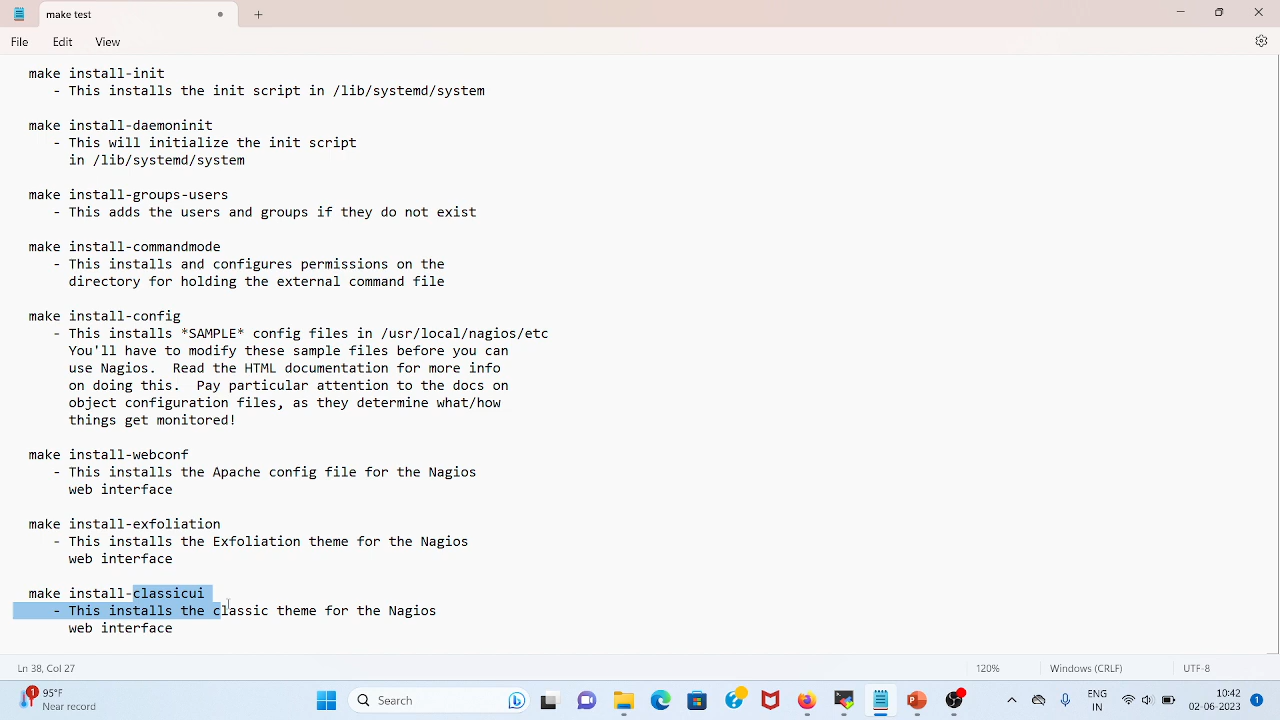 make test
File Edit View
make install-init
- This installs the init script in /lib/systemd/system
make install-daemoninit
- This will initialize the init script
in /lib/systemd/system
make install-groups-users
- This adds the users and groups if they do not exist
make install-commandmode
- This installs and configures permissions on the
directory for holding the external command file
make install-config
- This installs *SAMPLE* config files in /usr/local/nagios/etc
You'll have to modify these sample files before you can
use Nagios.  Read the HTML documentation for more info
on doing this.  Pay particular attention to the docs on
object configuration files, as they determine what/how
things get monitored!
make install-webconf
- This installs the Apache config file for the Nagios
web interface
make install-exfoliation
- This installs the Exfoliation theme for the Nagios
web interface
make install-classicui
- This installs the classic theme for the Nagios
web interface
Ln 38, Col 27 120% Windows (CRLF) UTF-8
1 95°F Near record Search ENG IN 10:42 02-06-2023 1